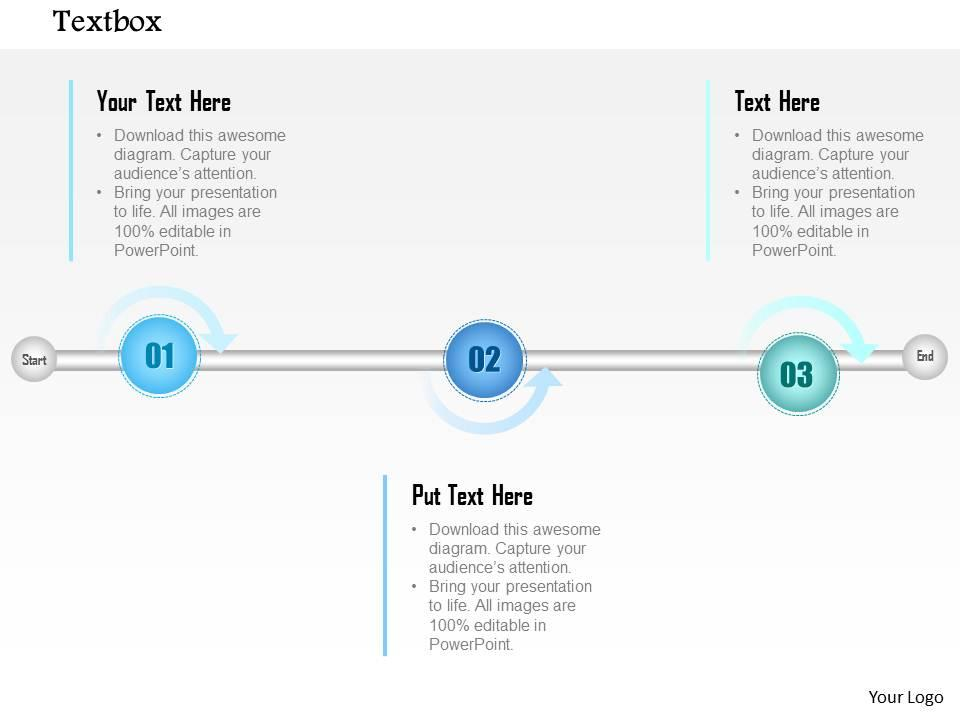 Textbox
Your Text Here
• Download this awesome
diagram. Capture your
audience's attention.
• Bring your presentation
to life. All images are
100% editable in
PowerPoint.
Text Here
• Download this awesome
diagram. Capture your
audience's attention.
• Bring your presentation
to life. All images are
100% editable in
PowerPoint.
Start
01
02
03
End
Put Text Here
• Download this awesome
diagram. Capture your
audience's attention.
• Bring your presentation
to life. All images are
100% editable in
PowerPoint.
Your Logo